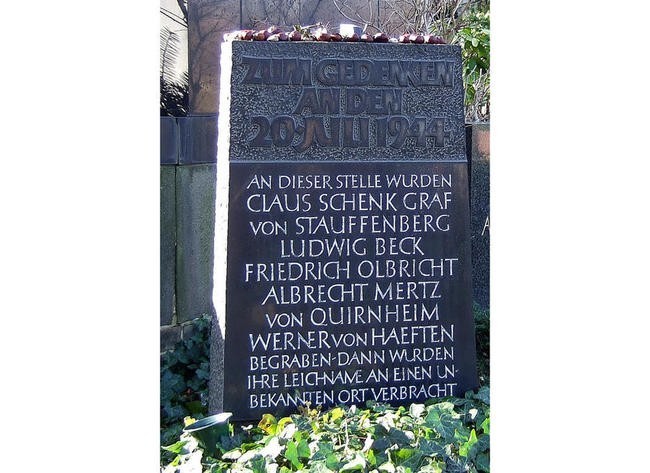 ZUM GEDENKEN
AN DEN
20·JULI 1944
AN DIESER STELLE WURDEN
CLAUS SCHENK GRAF
VON STAUFFENBERG
LUDWIG BECK
FRIEDRICH OLBRICHT
ALBRECHT MERTZ
VON QUIRNHEIM
WERNER VON HAEFTEN
BEGRABEN·DANN WURDEN
IHRE LEICHNAME AN EINEN UN-
BEKANNTEN ORT VERBRACHT